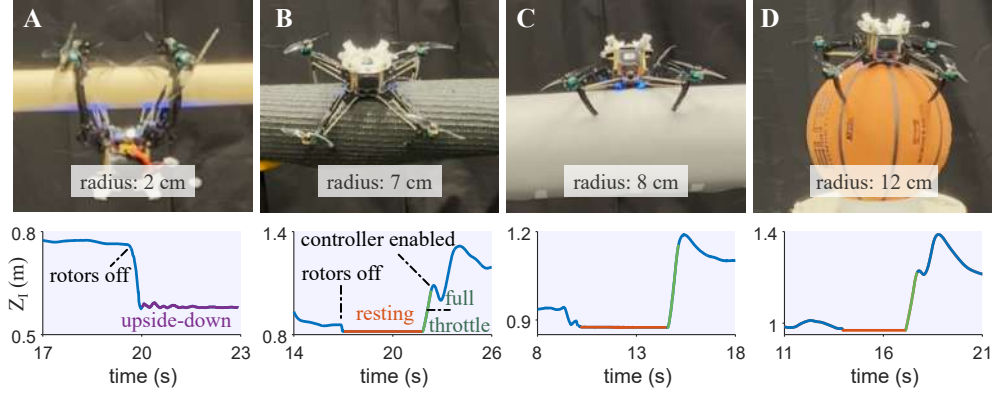 A
B
C
D
radius: 2 cm
radius: 7 cm
radius: 8 cm
radius: 12 cm
Z_I (m)
0.8
0.5
rotors off
upside-down
17
20
23
time (s)
1.4
0.8
controller enabled
rotors off
resting
full
throttle
14
20
26
time (s)
1.2
0.9
8
13
18
time (s)
1.4
1
11
16
21
time (s)